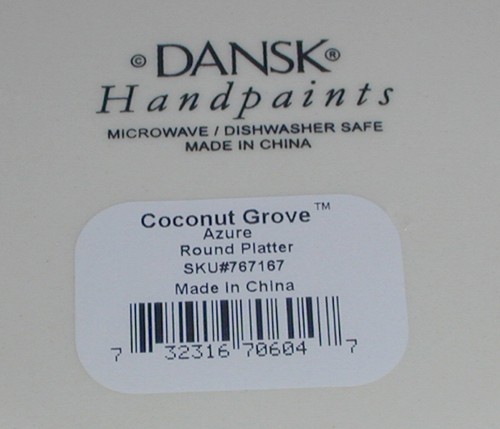 © DANSK®
Handpaints
MICROWAVE / DISHWASHER SAFE
MADE IN CHINA
Coconut Grove™
Azure
Round Platter
SKU#767167
Made In China
7 32316 70604 7